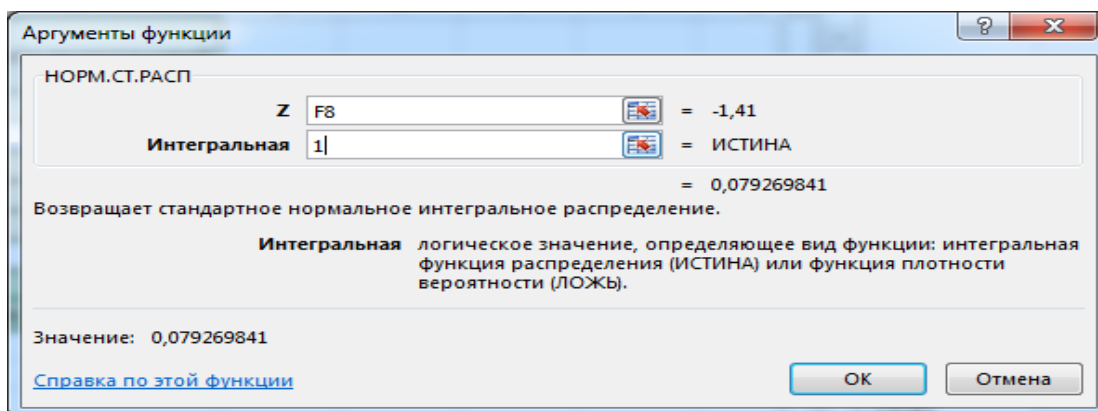 Аргументы функции
?
НОРМ.СТ.РАСП
Z F8 = -1,41
Интегральная 1 = ИСТИНА
= 0,079269841
Возвращает стандартное нормальное интегральное распределение.
Интегральная логическое значение, определяющее вид функции: интегральная
функция распределения (ИСТИНА) или функция плотности
вероятности (ЛОЖЬ).
Значение: 0,079269841
Справка по этой функции
ОК Отмена